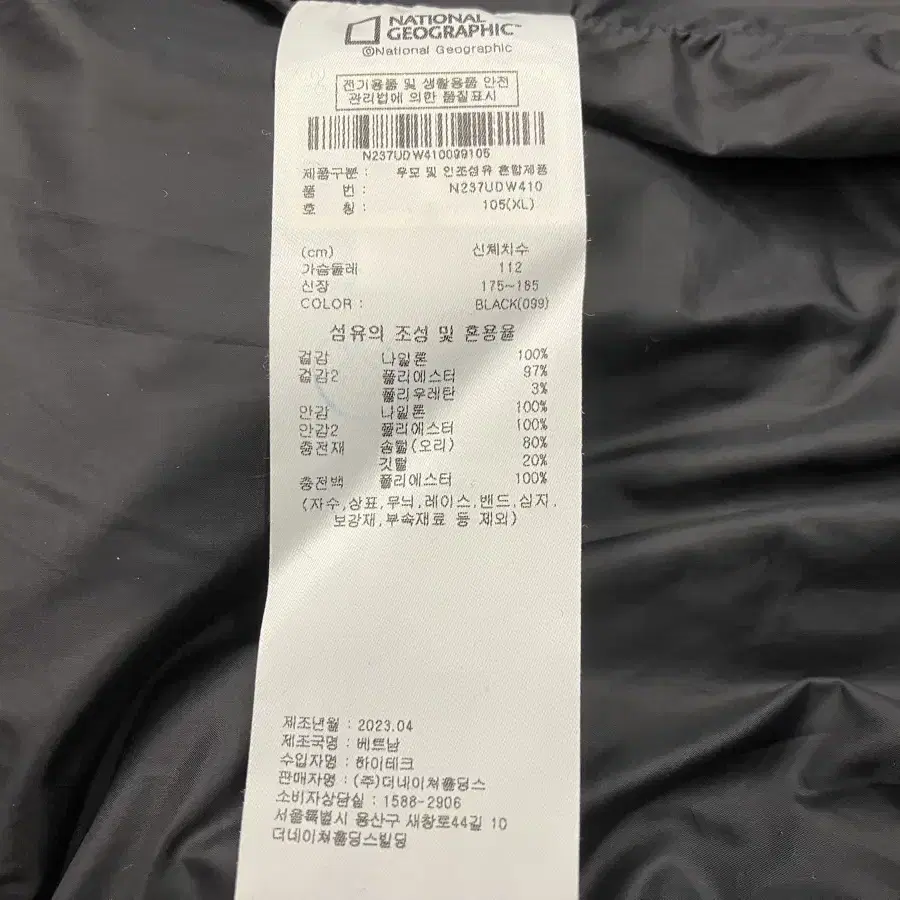 NATIONAL
GEOGRAPHIC™
©National Geographic
전기용품 및 생활용품 안전
관리법에 의한 품질표시
N237UDW410099105
제품구분 : 우모 및 인조섬유 혼합제품
품 번 : N237UDW410
호 칭 : 105(XL)
(cm) 신체치수
가슴둘레 112
신장 175~185
COLOR : BLACK(099)
섬유의 조성 및 혼용율
겉감 나일론 100%
겉감2 폴리에스터 97%
폴리우레탄 3%
안감 나일론 100%
안감2 폴리에스터 100%
충전재 솜털(오리) 80%
깃털 20%
충전백 폴리에스터 100%
(자수,상표,무늬,레이스,밴드,심지,
보강재,부속재료 등 제외)
제조년월 : 2023.04
제조국명 : 베트남
수입자명 : 하이테크
판매자명 : (주)더네이쳐홀딩스
소비자상담실 : 1588-2906
서울특별시 용산구 새창로44길 10
더네이쳐홀딩스빌딩